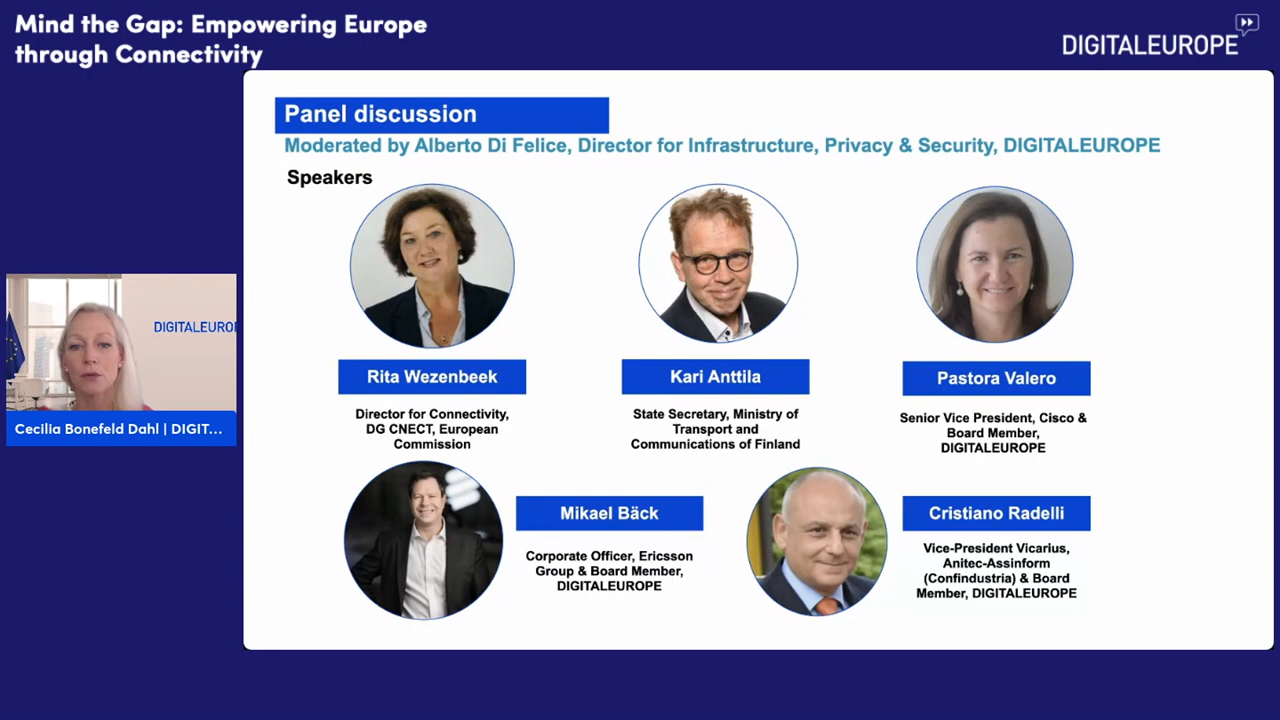 Mind the Gap: Empowering Europe
through Connectivity
DIGITALEUROPE
Panel discussion
Moderated by Alberto Di Felice, Director for Infrastructure, Privacy & Security, DIGITALEUROPE
Speakers
Rita Wezenbeek
Director for Connectivity,
DG CNECT, European
Commission
Kari Anttila
State Secretary, Ministry of
Transport and
Communications of Finland
Pastora Valero
Senior Vice President, Cisco &
Board Member,
DIGITALEUROPE
DIGITALEUROP
Cecilia Bonefeld Dahl | DIGIT...
Mikael Bäck
Corporate Officer, Ericsson
Group & Board Member,
DIGITALEUROPE
Cristiano Radelli
Vice-President Vicarius,
Anitec-Assinform
(Confindustria) & Board
Member, DIGITALEUROPE